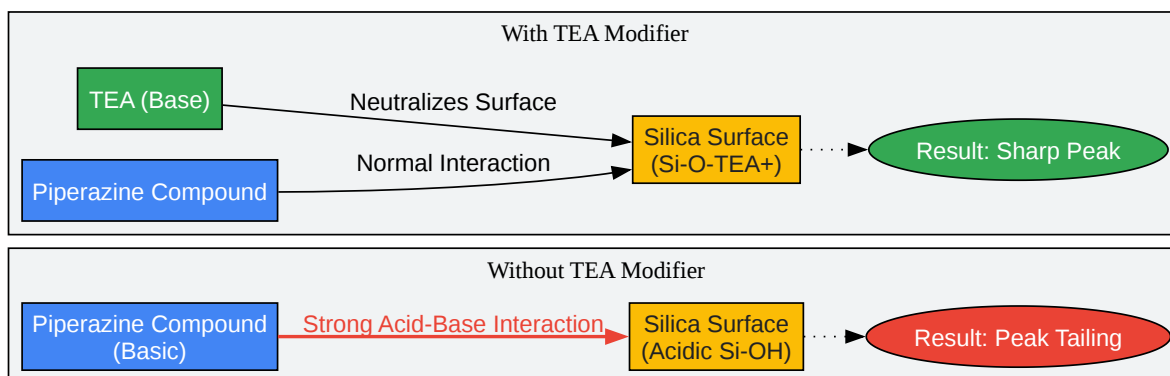 With TEA Modifier
TEA (Base)
Neutralizes Surface
Piperazine Compound
Normal Interaction
Silica Surface
(Si-O-TEA+)
Result: Sharp Peak
Without TEA Modifier
Piperazine Compound
(Basic)
Strong Acid-Base Interaction
Silica Surface
(Acidic Si-OH)
Result: Peak Tailing